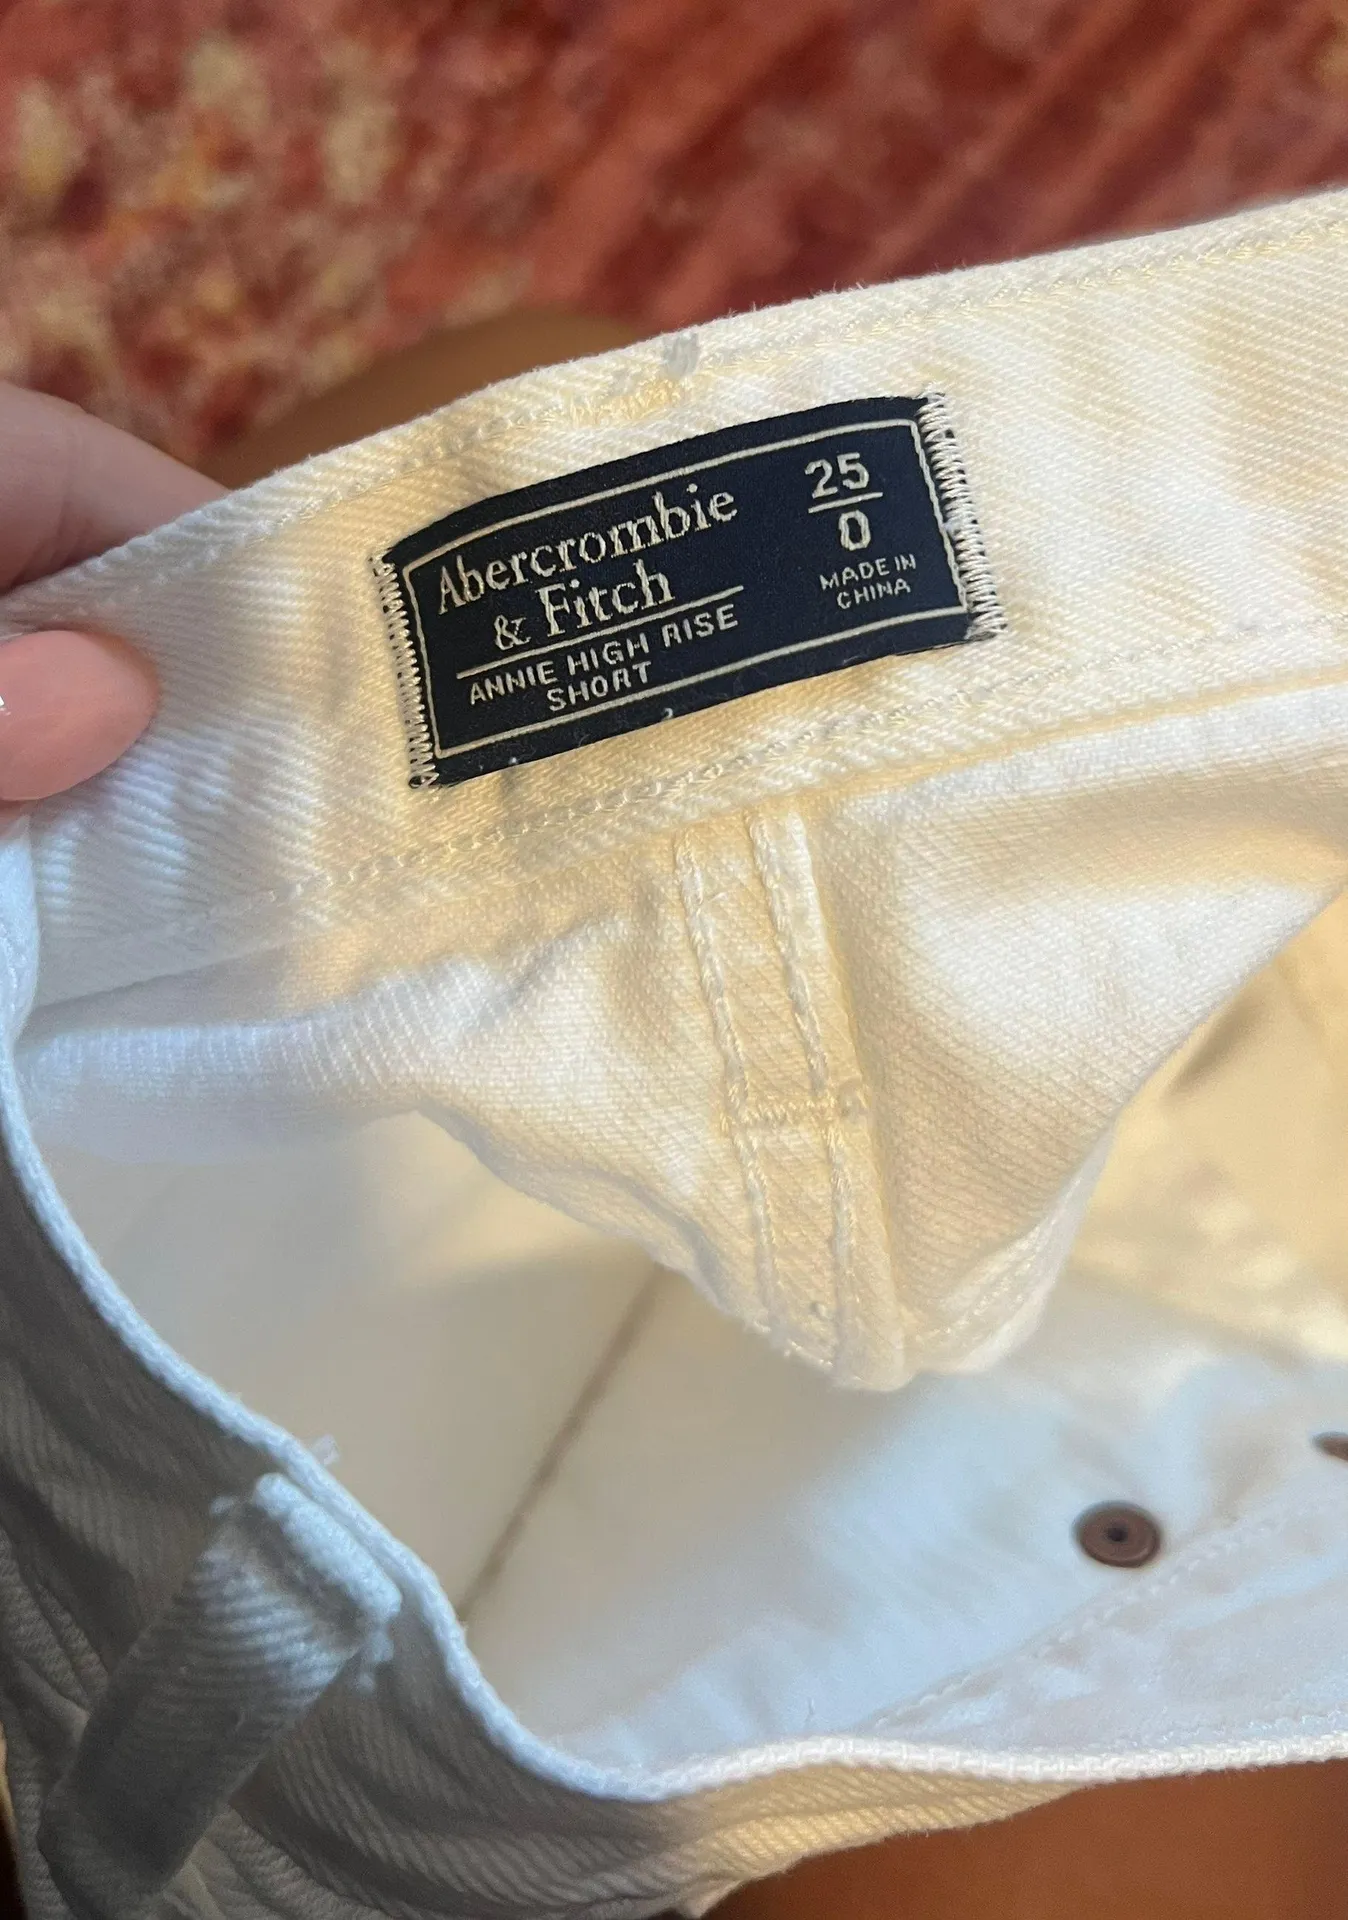 Abercrombie
& Fitch
ANNIE HIGH RISE
SHORT
25
0
MADE IN
CHINA